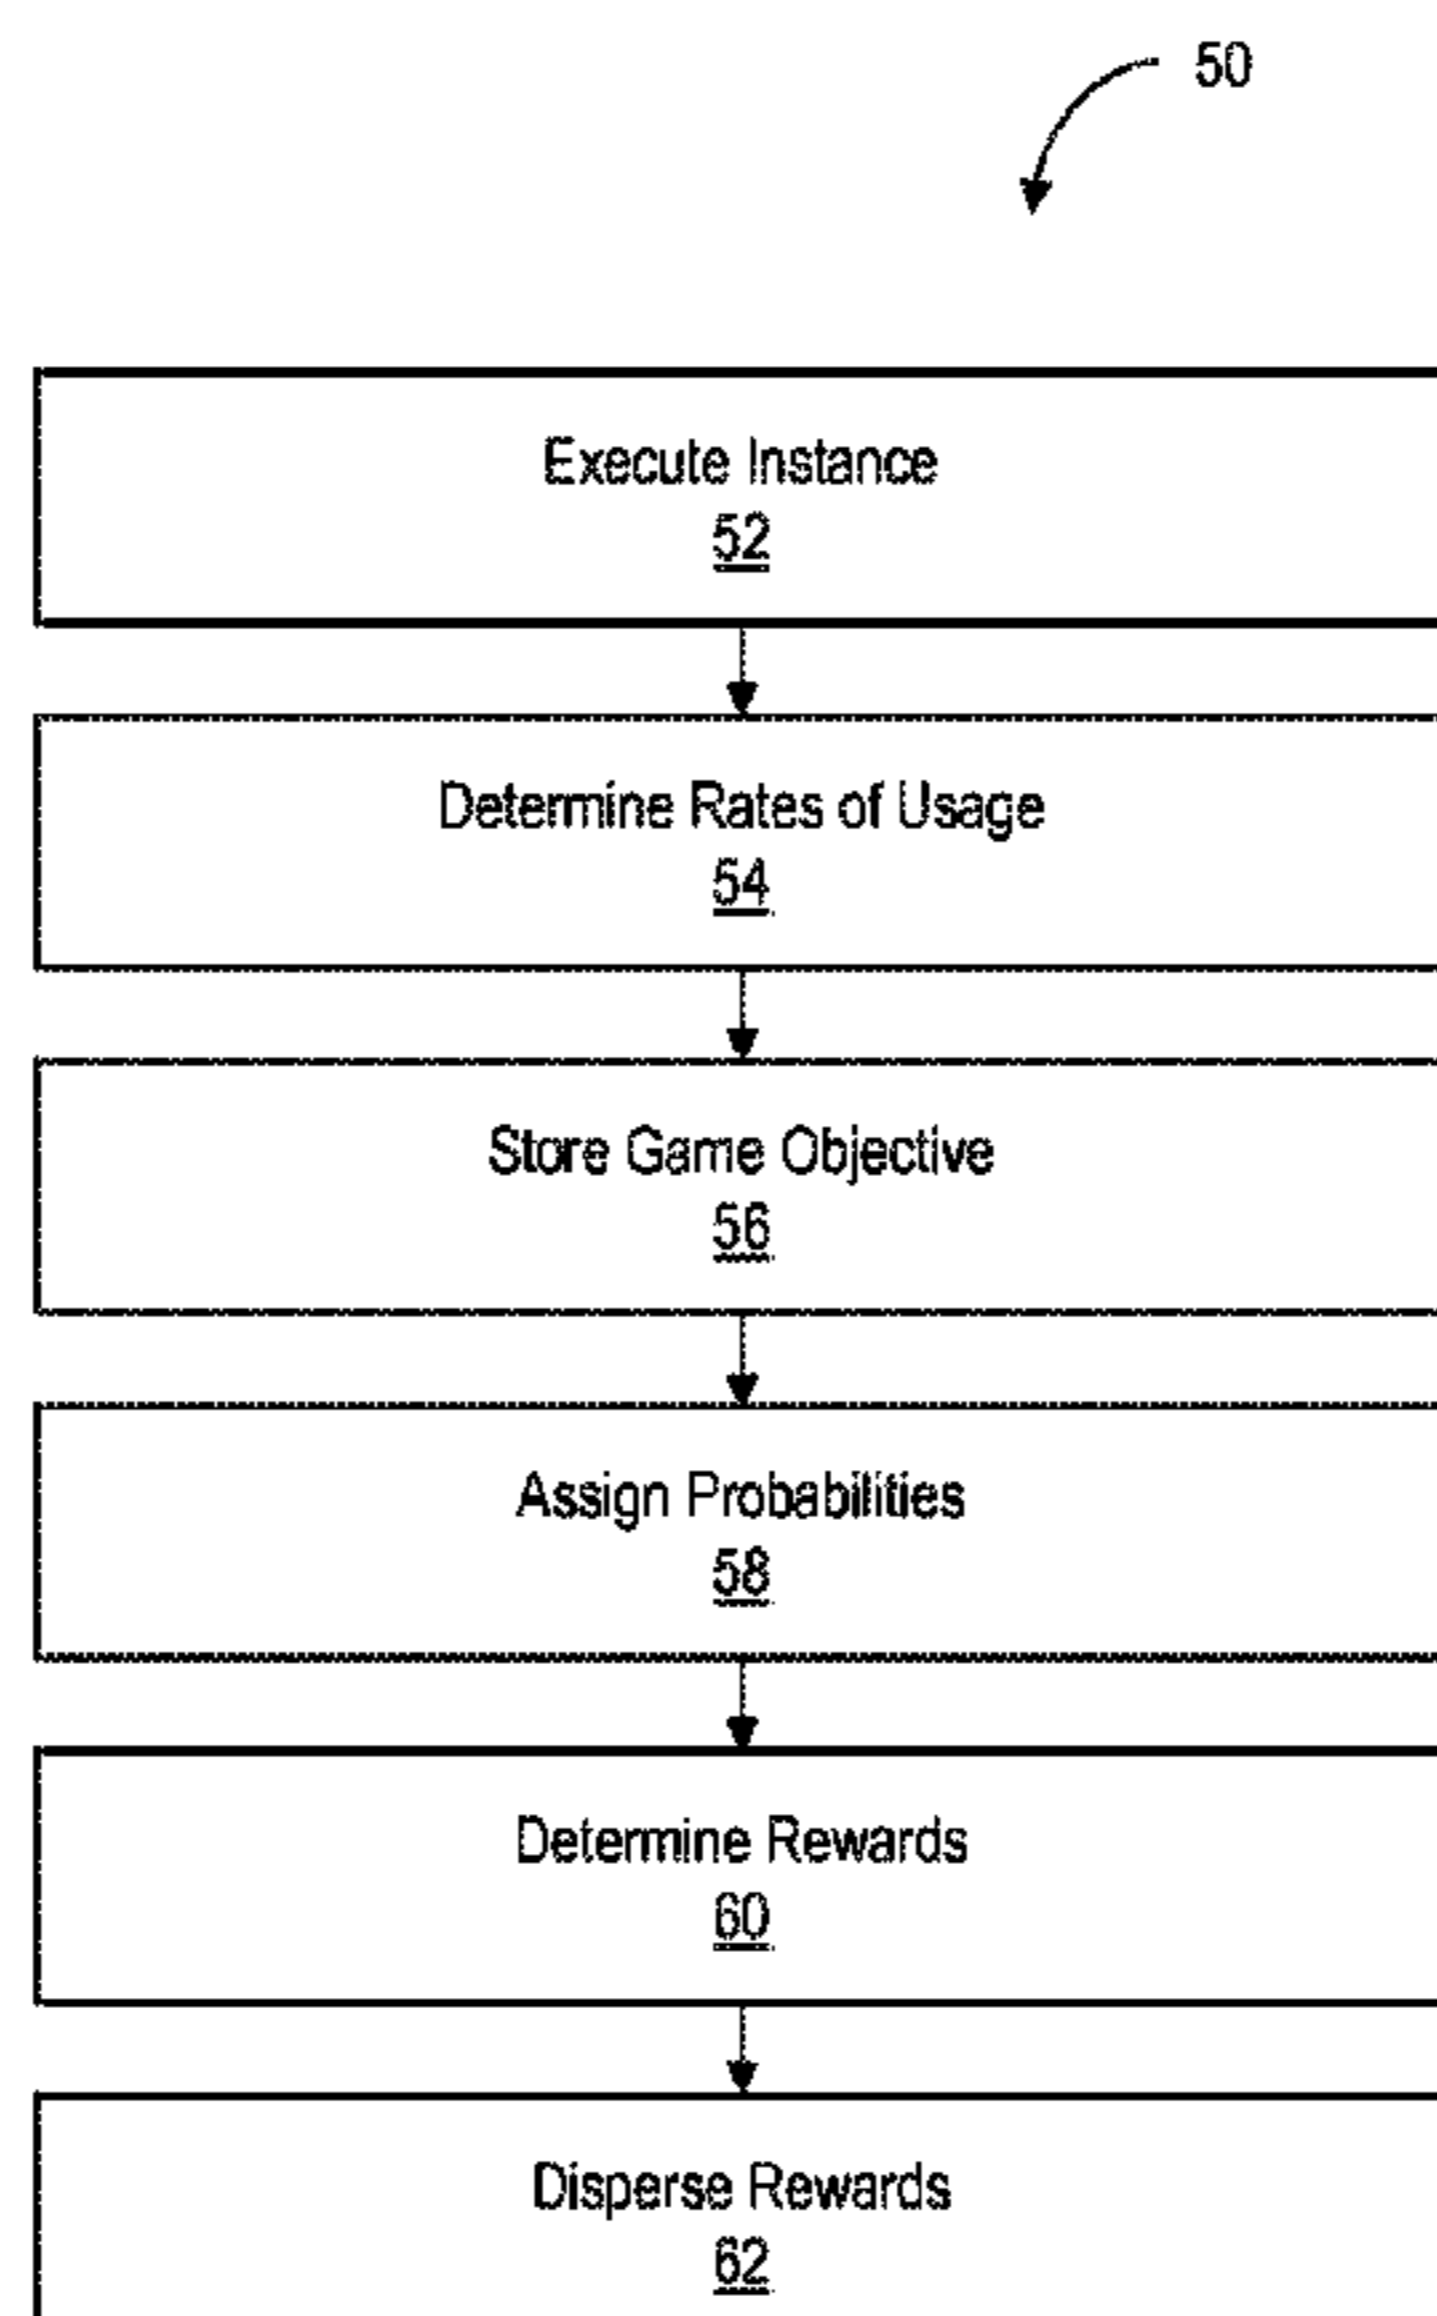 50
Execute Instance
52
Determine Rates of Usage
54
Store Game Objective
56
Assign Probabilities
58
Determine Rewards
60
Disperse Rewards
62